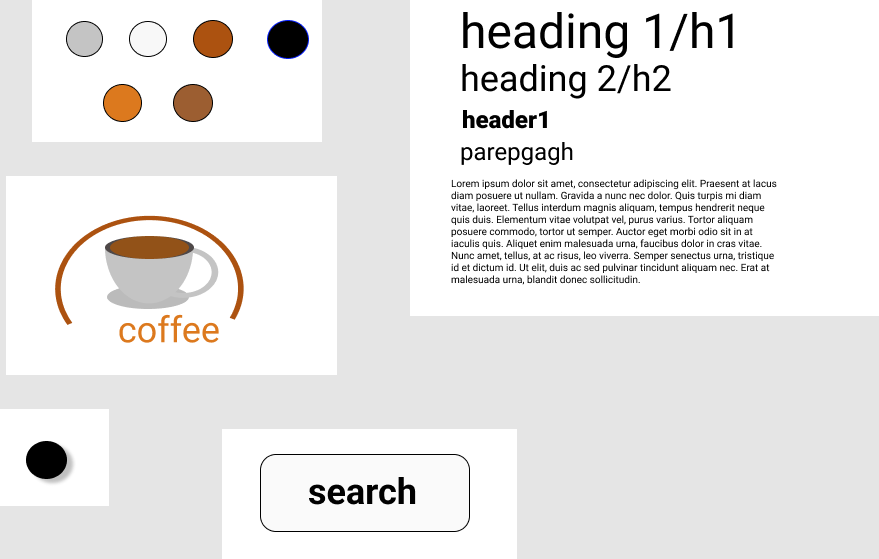 heading 1/h1
heading 2/h2
header1
parepgagh
Lorem ipsum dolor sit amet, consectetur adipiscing elit. Praesent at lacus
diam posuere ut nullam. Gravida a nunc nec dolor. Quis turpis mi diam
vitae, laoreet. Tellus interdum magnis aliquam, tempus hendrerit neque
quis duis. Elementum vitae volutpat vel, purus varius. Tortor aliquam
posuere commodo, tortor ut semper. Auctor eget morbi odio sit in at
iaculis quis. Aliquet enim malesuada urna, faucibus dolor in cras vitae.
Nunc amet, tellus, at ac risus, leo viverra. Semper senectus urna, tristique
id et dictum id. Ut elit, duis ac sed pulvinar tincidunt aliquam nec. Erat at
malesuada urna, blandit donec sollicitudin.
coffee
search